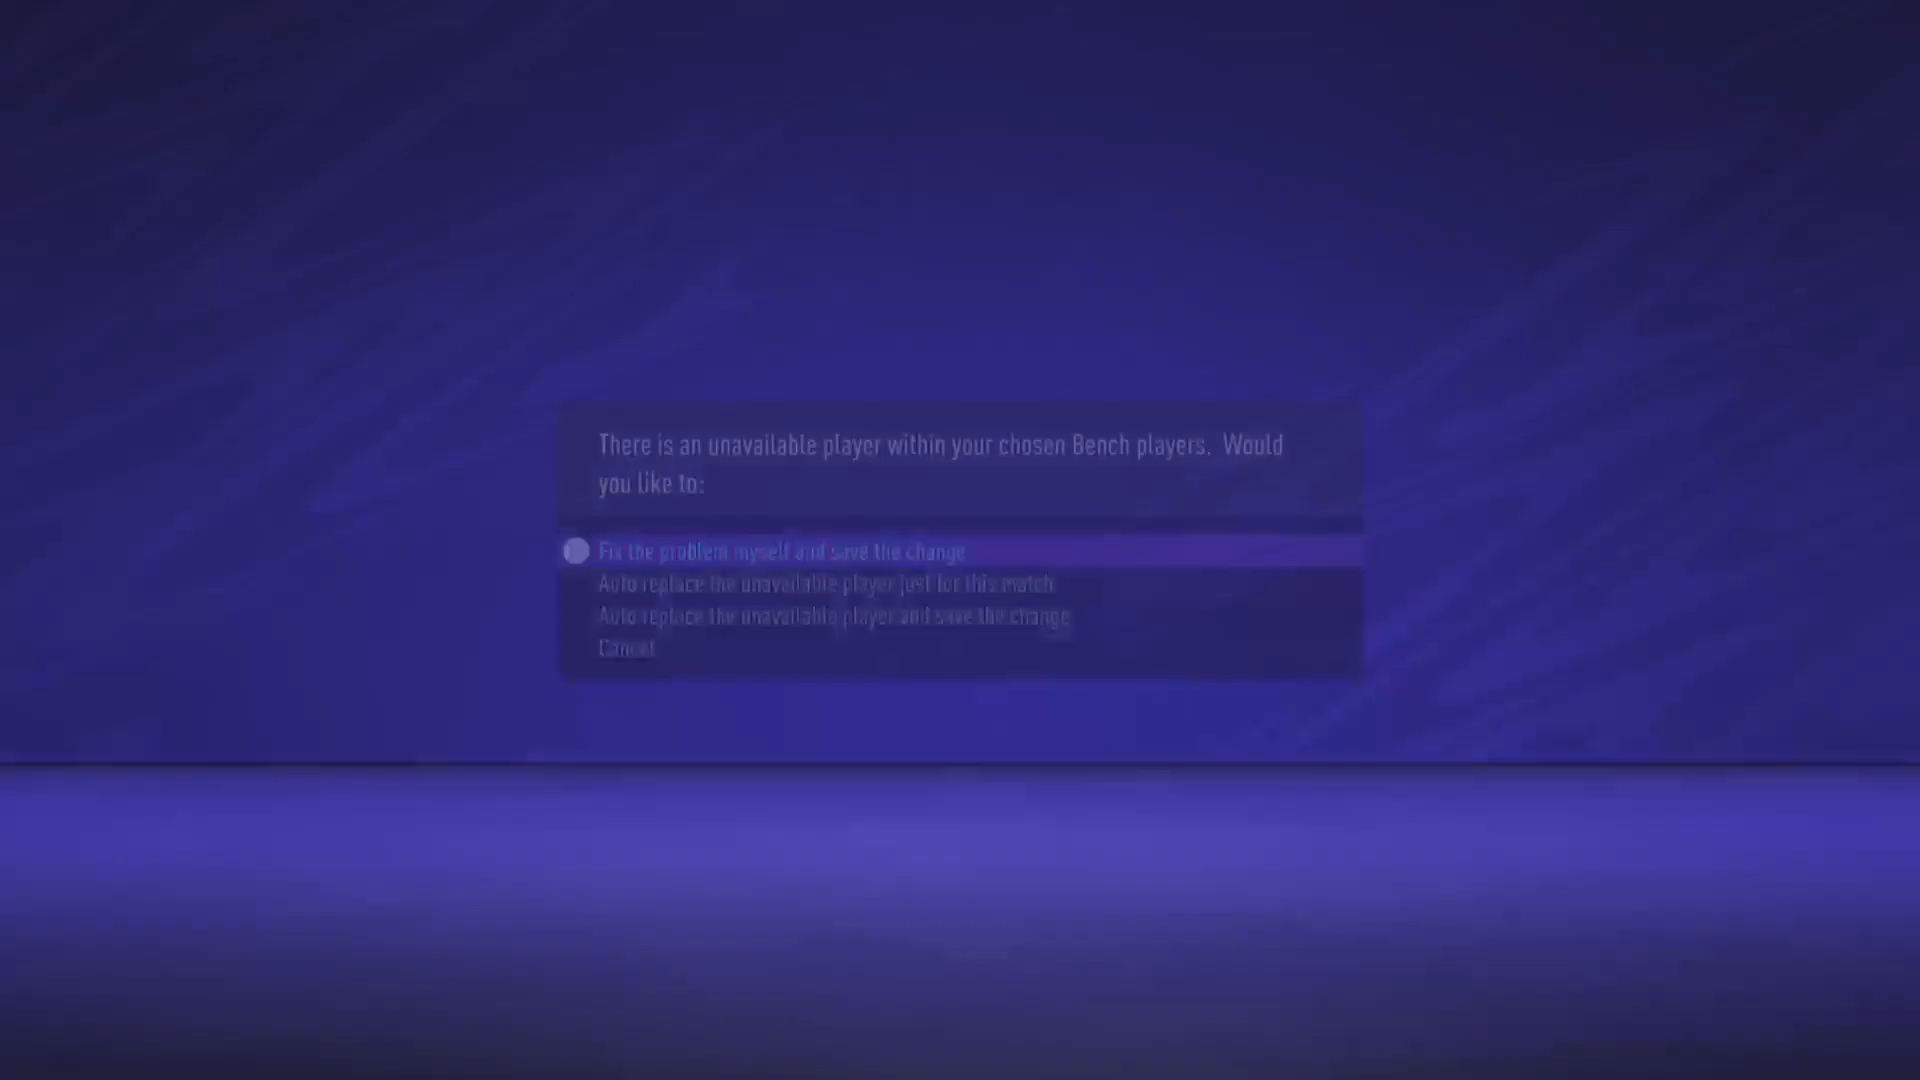 There is an unavailable player within your chosen Bench players. Would
you like to:
Fix the problem myself and save the change
Auto replace the unavailable player just for this match
Auto replace the unavailable player and save the change
Cancel